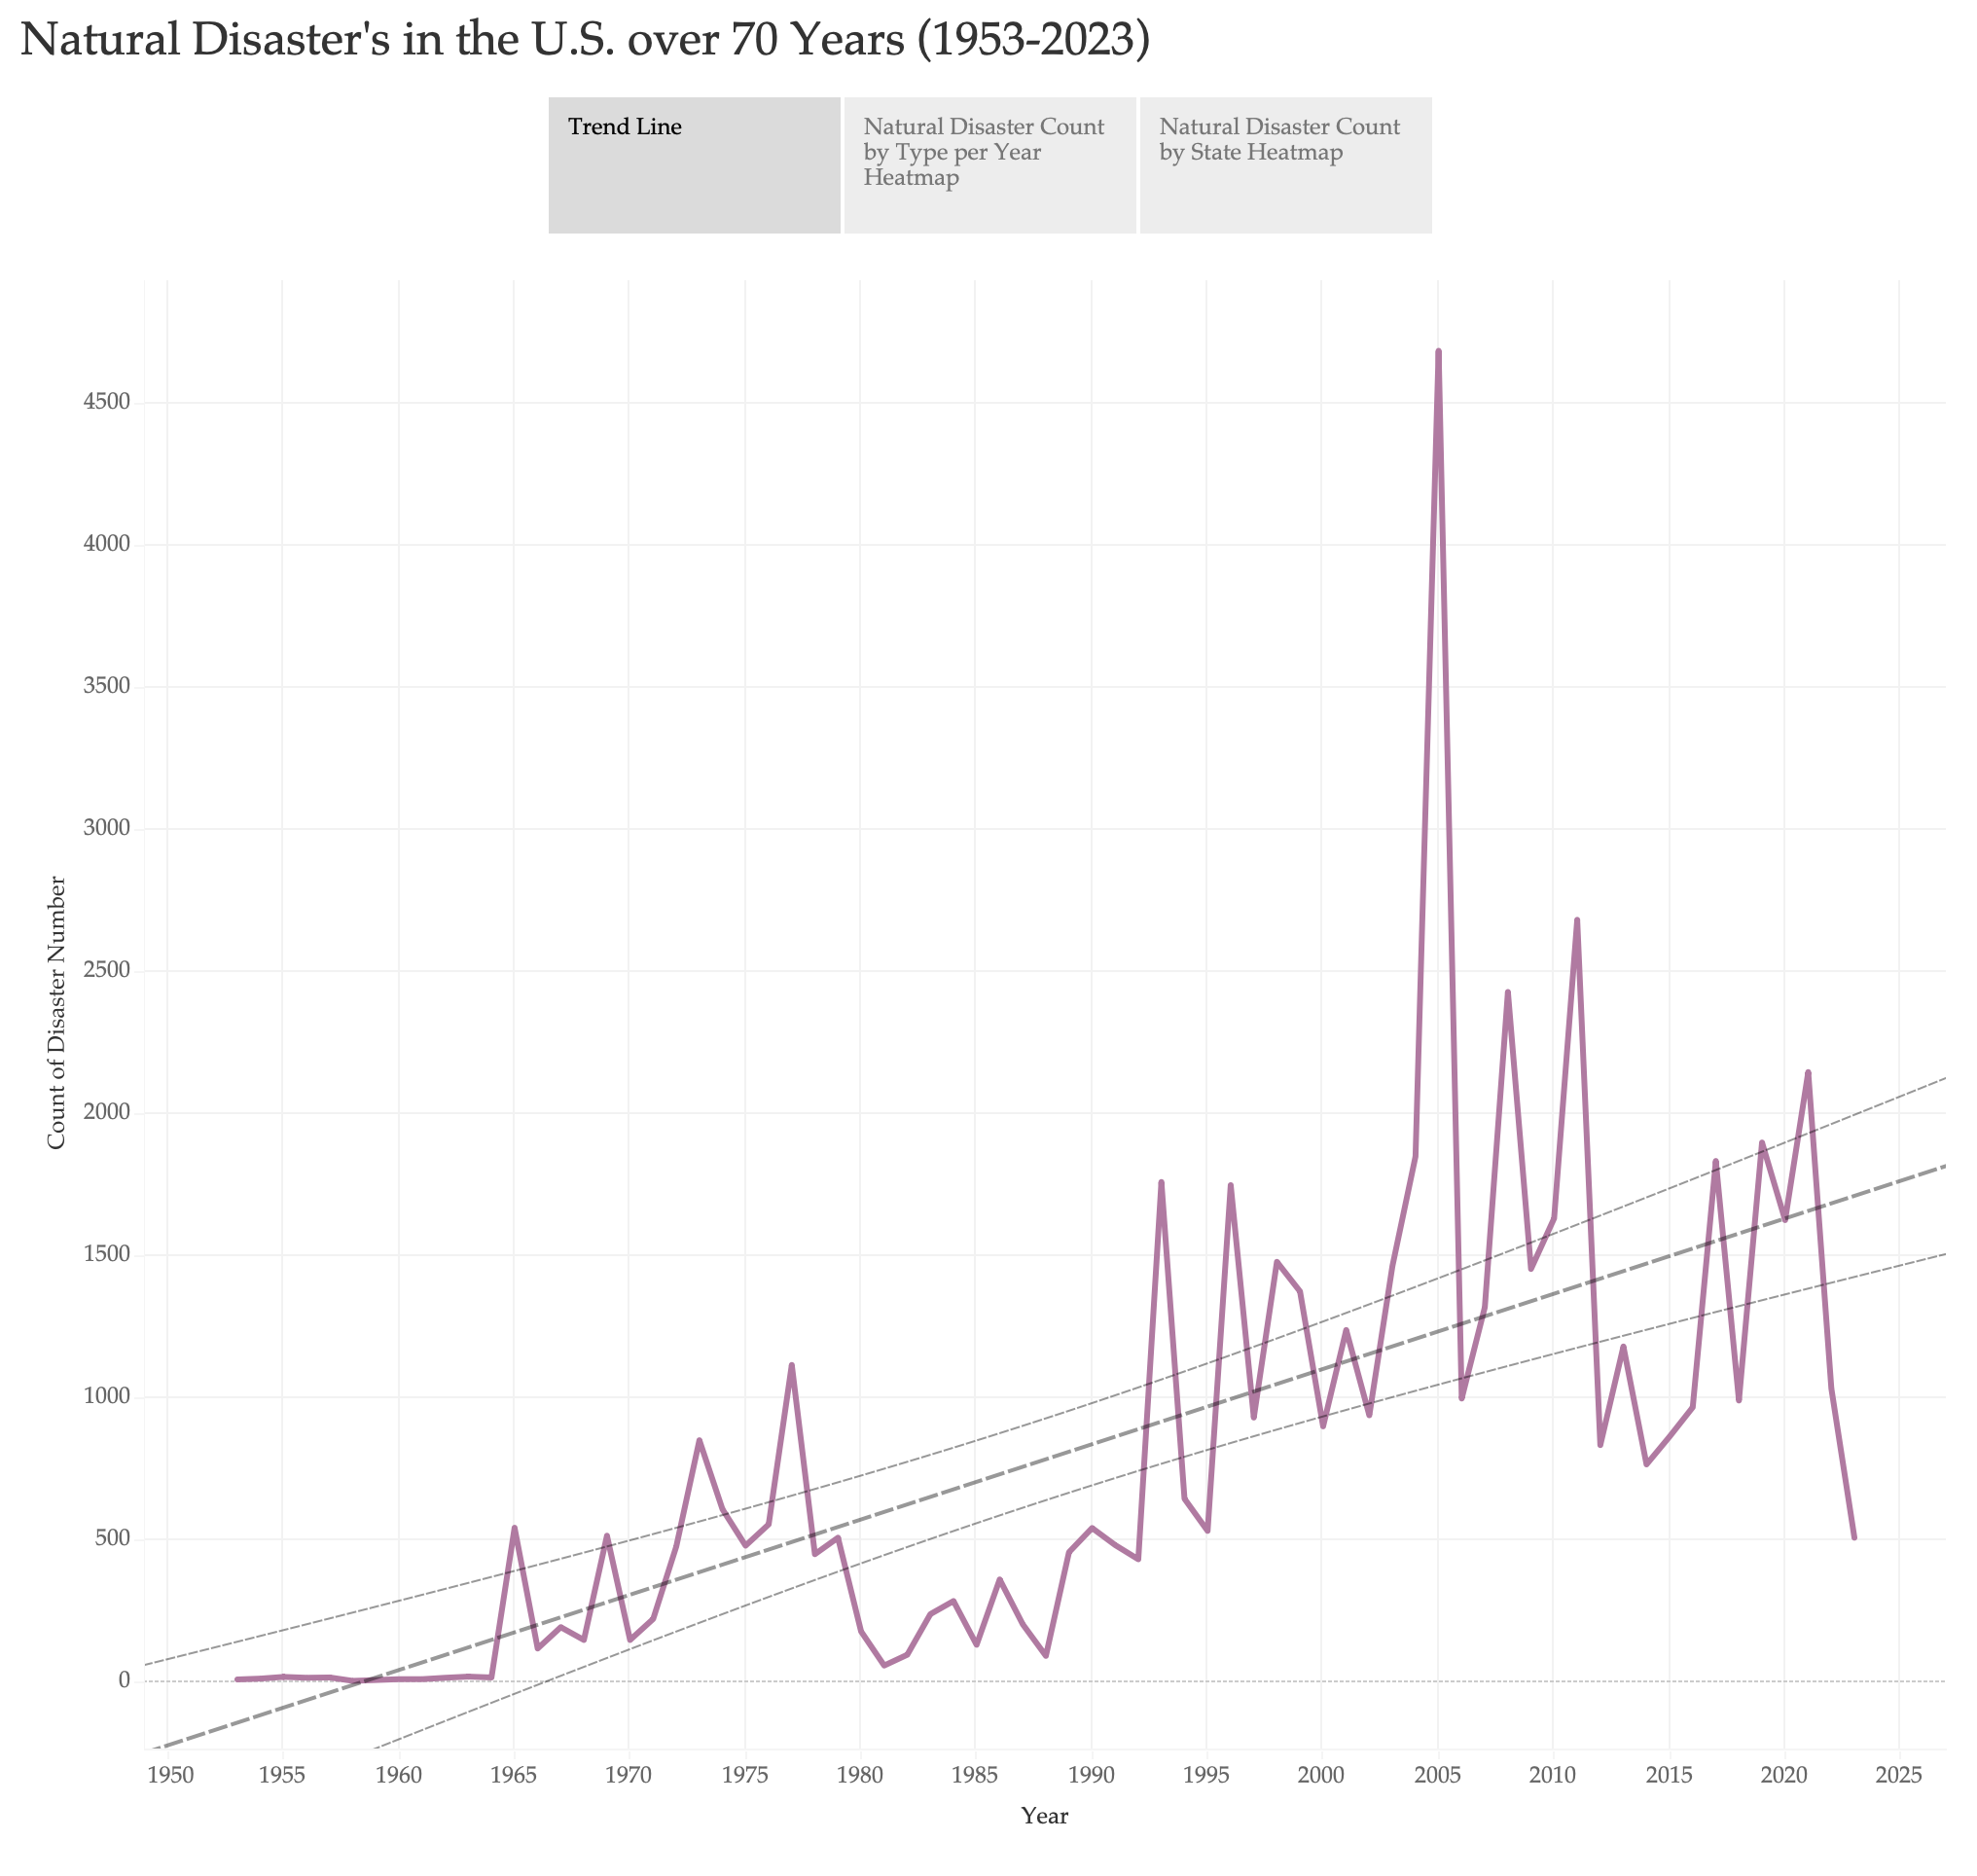 Natural Disaster's in the U.S. over 70 Years (1953-2023)
Trend Line
Natural Disaster Count
by Type per Year
Heatmap
Natural Disaster Count
by State Heatmap
Count of Disaster Number
4500
4000
3500
3000
2500
2000
1500
1000
500
0
1950 1955 1960 1965 1970 1975 1980 1985 1990 1995 2000 2005 2010 2015 2020 2025
Year